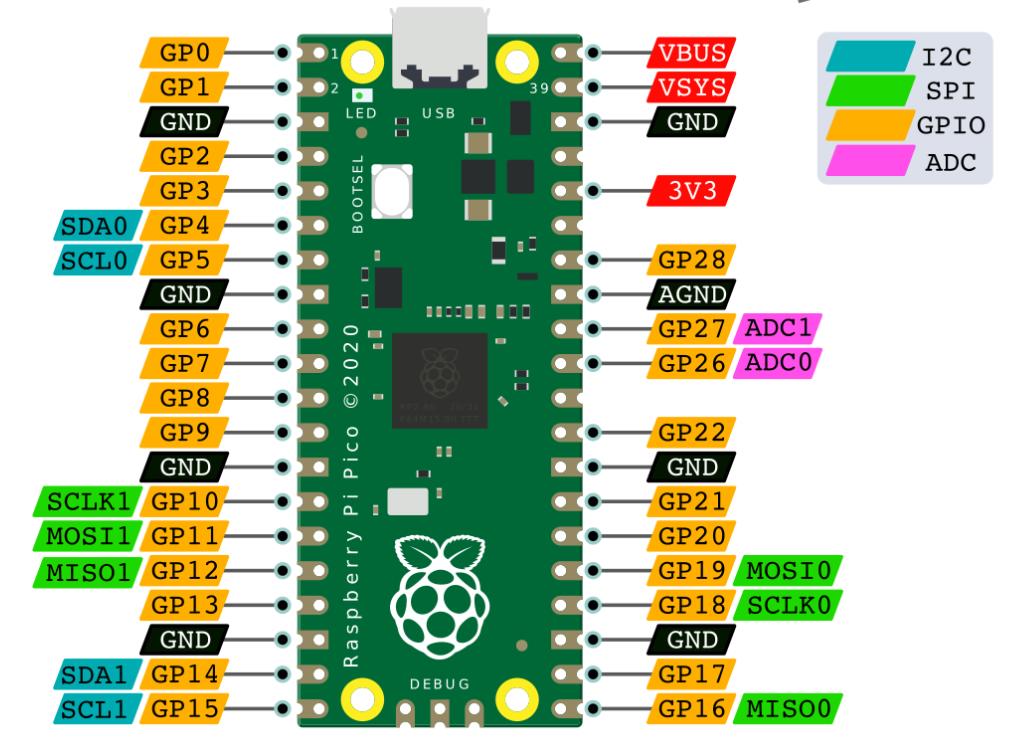 GP0 1 VBUS
GP1 2 39 VSYS
I2C
SPI
GPIO
ADC
LED USB
GND GND
GP2
GP3 3V3
BOOTSEL
SDA0 GP4
SCL0 GP5 GP28
GND AGND
GP6 GP27 ADC1
GP7 GP26 ADC0
GP8
GP9 GP22
GND GND
SCLK1 GP10 GP21
MOSI1 GP11 GP20
MISO1 GP12 GP19 MOSI0
GP13 GP18 SCLK0
GND GND
Raspberry Pi Pico ©2020
SDA1 GP14 GP17
DEBUG
SCL1 GP15 GP16 MISO0